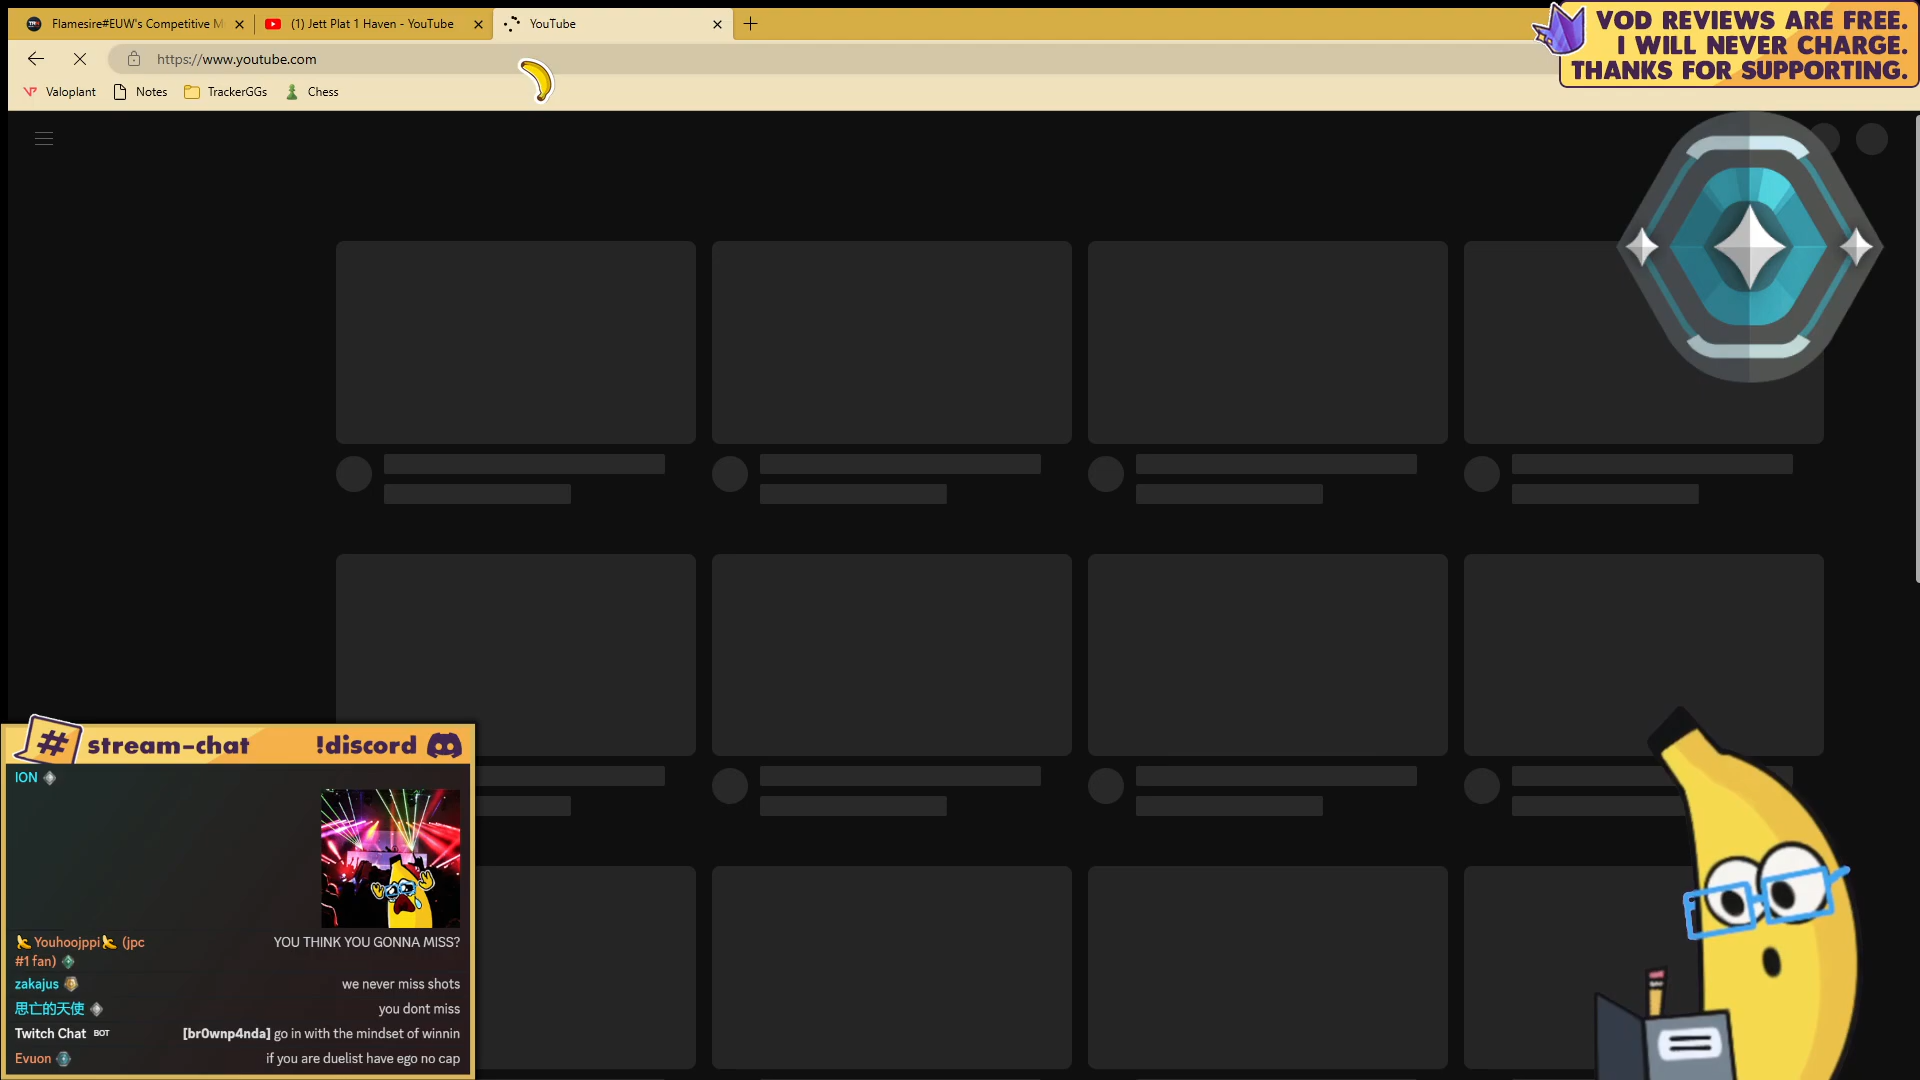 Flamesire#EUW's Competitive M
(1) Jett Plat 1 Haven - YouTube
YouTube
https://www.youtube.com
Valoplant
Notes
TrackerGGs
Chess
VOD REVIEWS ARE FREE.
I WILL NEVER CHARGE.
THANKS FOR SUPPORTING.
# stream-chat !discord
ION
Youhoojppi (jpc YOU THINK YOU GONNA MISS?
#1 fan)
zakajus we never miss shots
思亡的天使 you dont miss
Twitch Chat BOT [br0wnp4nda] go in with the mindset of winnin
Evuon if you are duelist have ego no cap